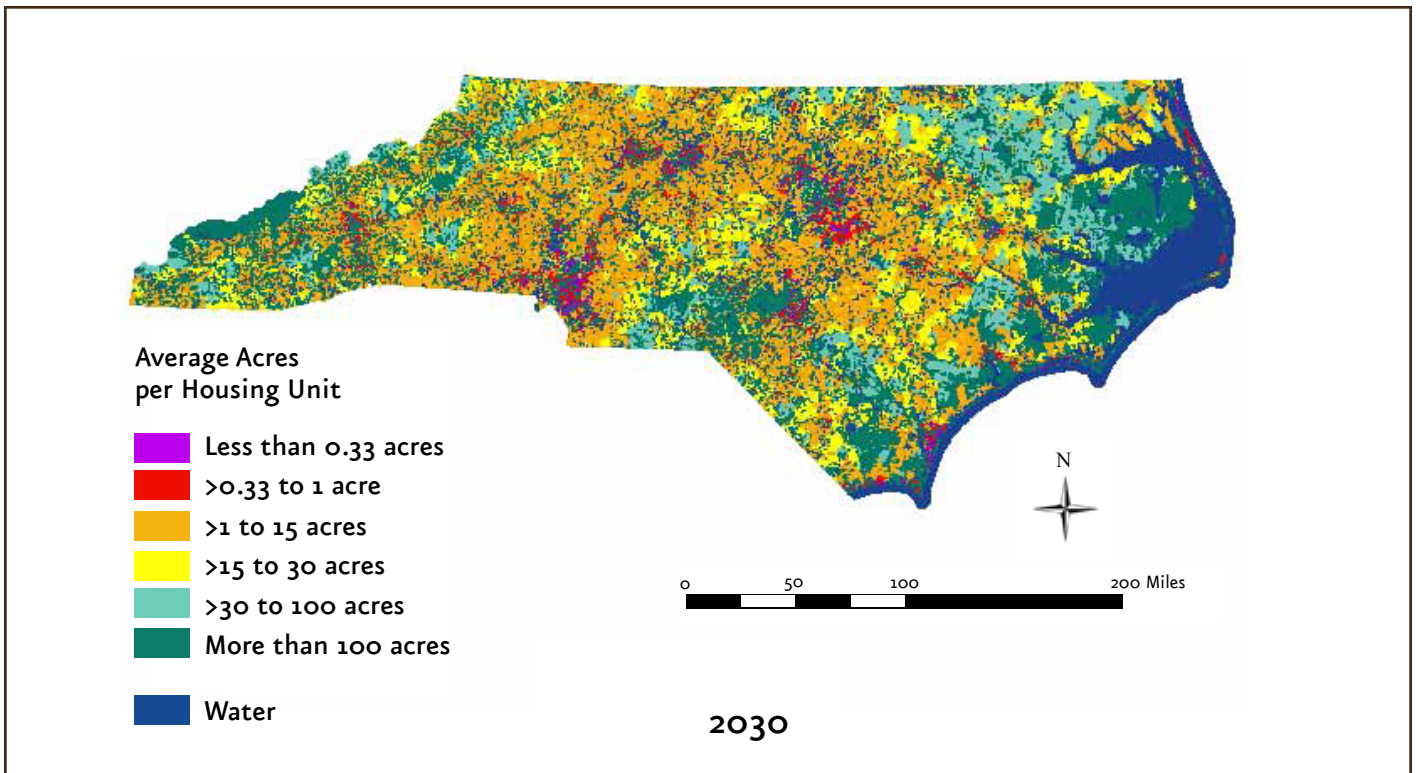 Average Acres
per Housing Unit
Less than 0.33 acres
>0.33 to 1 acre
>1 to 15 acres
>15 to 30 acres
>30 to 100 acres
More than 100 acres
Water
N
0 50 100 200 Miles
2030